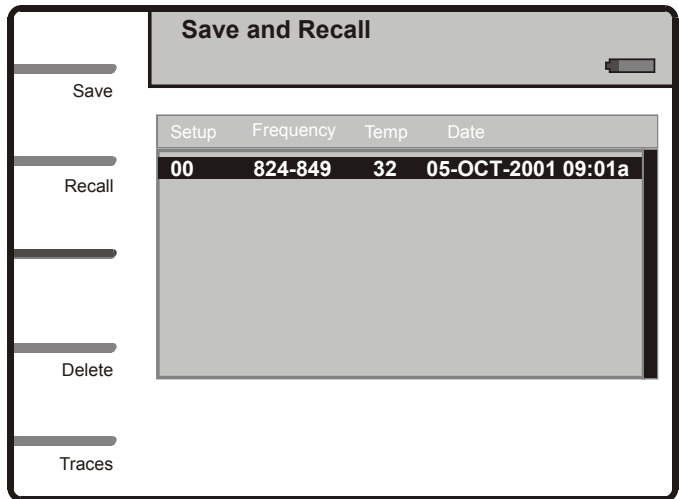 Save and Recall
Save
Setup Frequency Temp Date
00 824-849 32 05-OCT-2001 09:01a
Recall
Delete
Traces